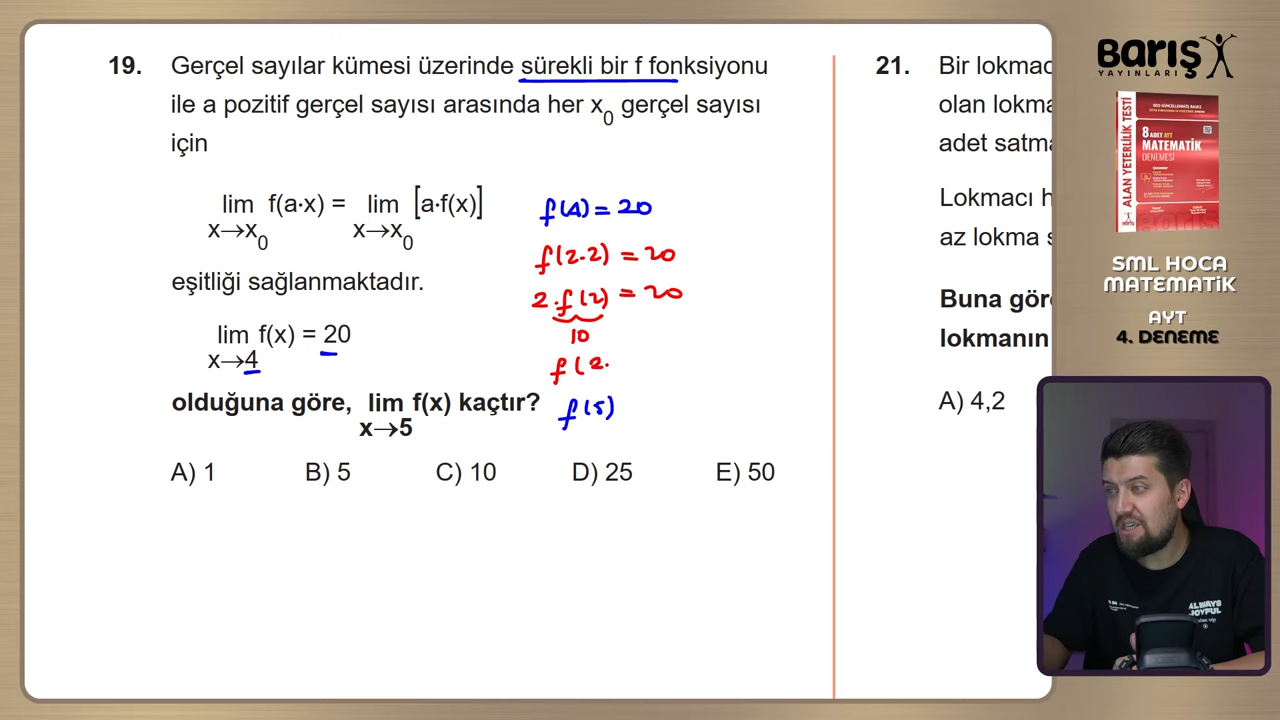 19. Gerçel sayılar kümesi üzerinde sürekli bir f fonksiyonu
ile a pozitif gerçel sayısı arasında her x₀ gerçel sayısı
için
lim f(a·x) = lim [a·f(x)]
x→x₀ x→x₀
eşitliği sağlanmaktadır.
lim f(x) = 20
x→4
olduğuna göre, lim f(x) kaçtır?
x→5
A) 1 B) 5 C) 10 D) 25 E) 50
f(4) = 20
f(2·2) = 20
2·f(2) = 20
10
f(2·
f(5)
21. Bir lokmac
olan lokma
adet satma
Lokmacı h
az lokma s
Buna göre
lokmanın
A) 4,2
BARIŞ
YAYINLARI
ALAN YETERLİLİK TESTİ
8 ADET AYT
MATEMATİK
DENEMESİ
BARIŞ
SML HOCA
MATEMATİK
AYT
4. DENEME
ALWAYS
JOYFUL